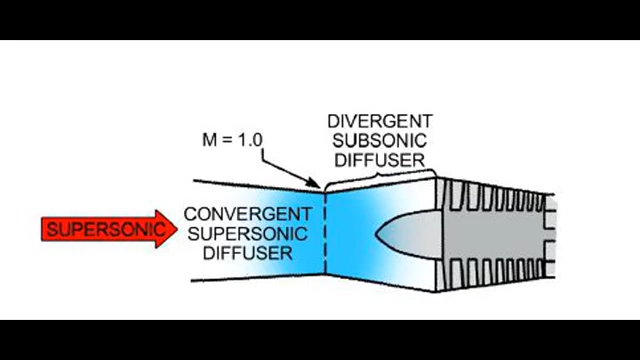 DIVERGENT
SUBSONIC
DIFFUSER
M = 1.0
CONVERGENT
SUPERSONIC
DIFFUSER
SUPERSONIC